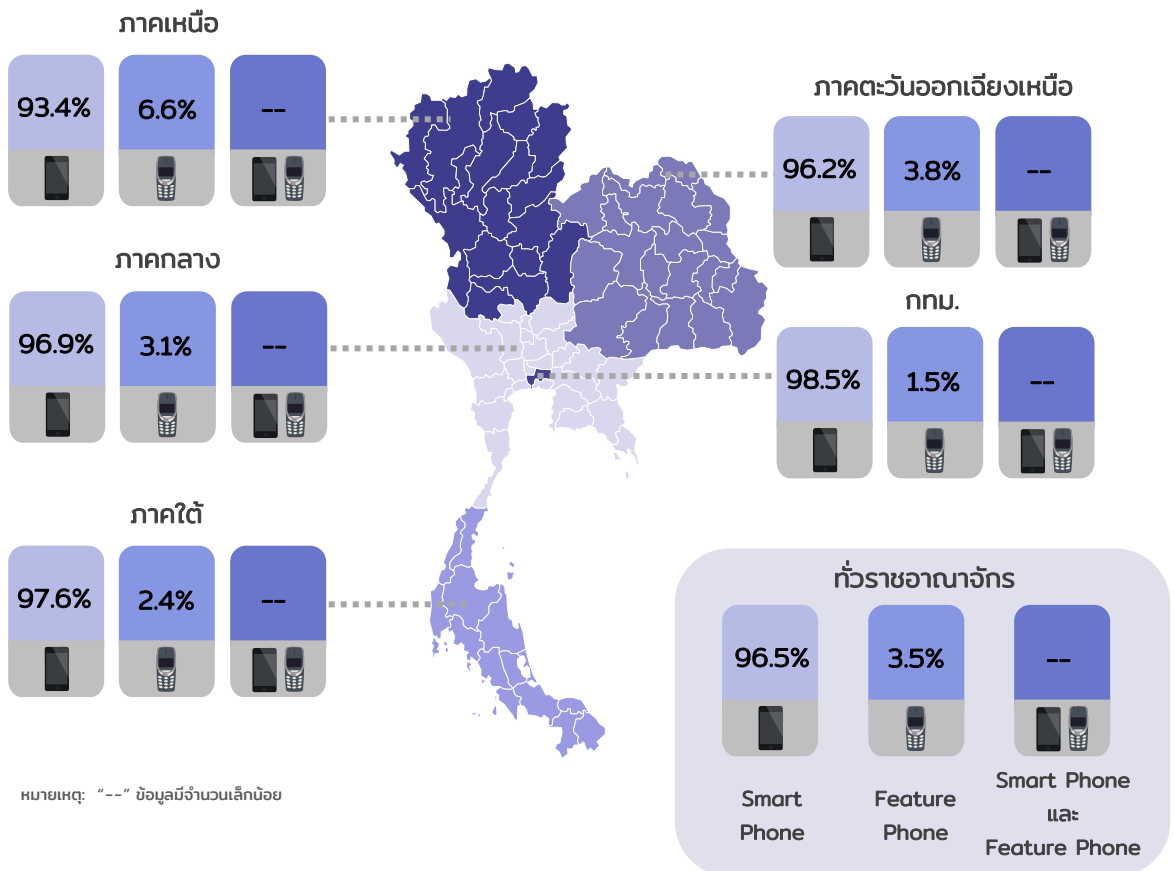 ภาคเหนือ
93.4% 6.6% --
ภาคตะวันออกเฉียงเหนือ
96.2% 3.8% --
ภาคกลาง
96.9% 3.1% --
กทม.
98.5% 1.5% --
ภาคใต้
97.6% 2.4% --
ทั่วราชอาณาจักร
96.5% 3.5% --
Smart
Phone
Feature
Phone
Smart Phone
และ
Feature Phone
หมายเหตุ: "--" ข้อมูลมีจำนวนเล็กน้อย